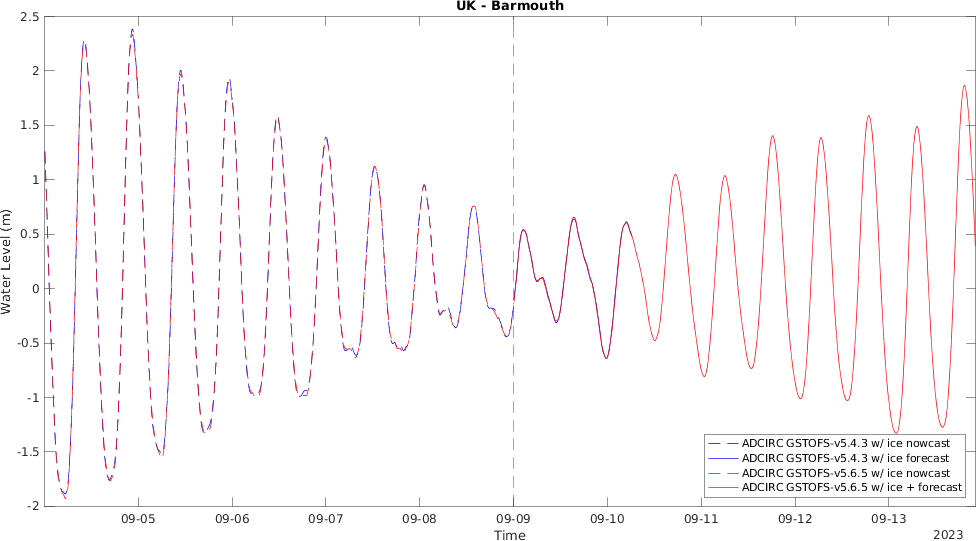 UK - Barmouth
2.5
2
1.5
1
0.5
0
-0.5
-1
-1.5
-2
Water Level (m)
ADCIRC GSTOFS-v5.4.3 w/ ice nowcast
ADCIRC GSTOFS-v5.4.3 w/ ice forecast
ADCIRC GSTOFS-v5.6.5 w/ ice nowcast
ADCIRC GSTOFS-v5.6.5 w/ ice + forecast
09-05 09-06 09-07 09-08 09-09 09-10 09-11 09-12 09-13
Time
2023